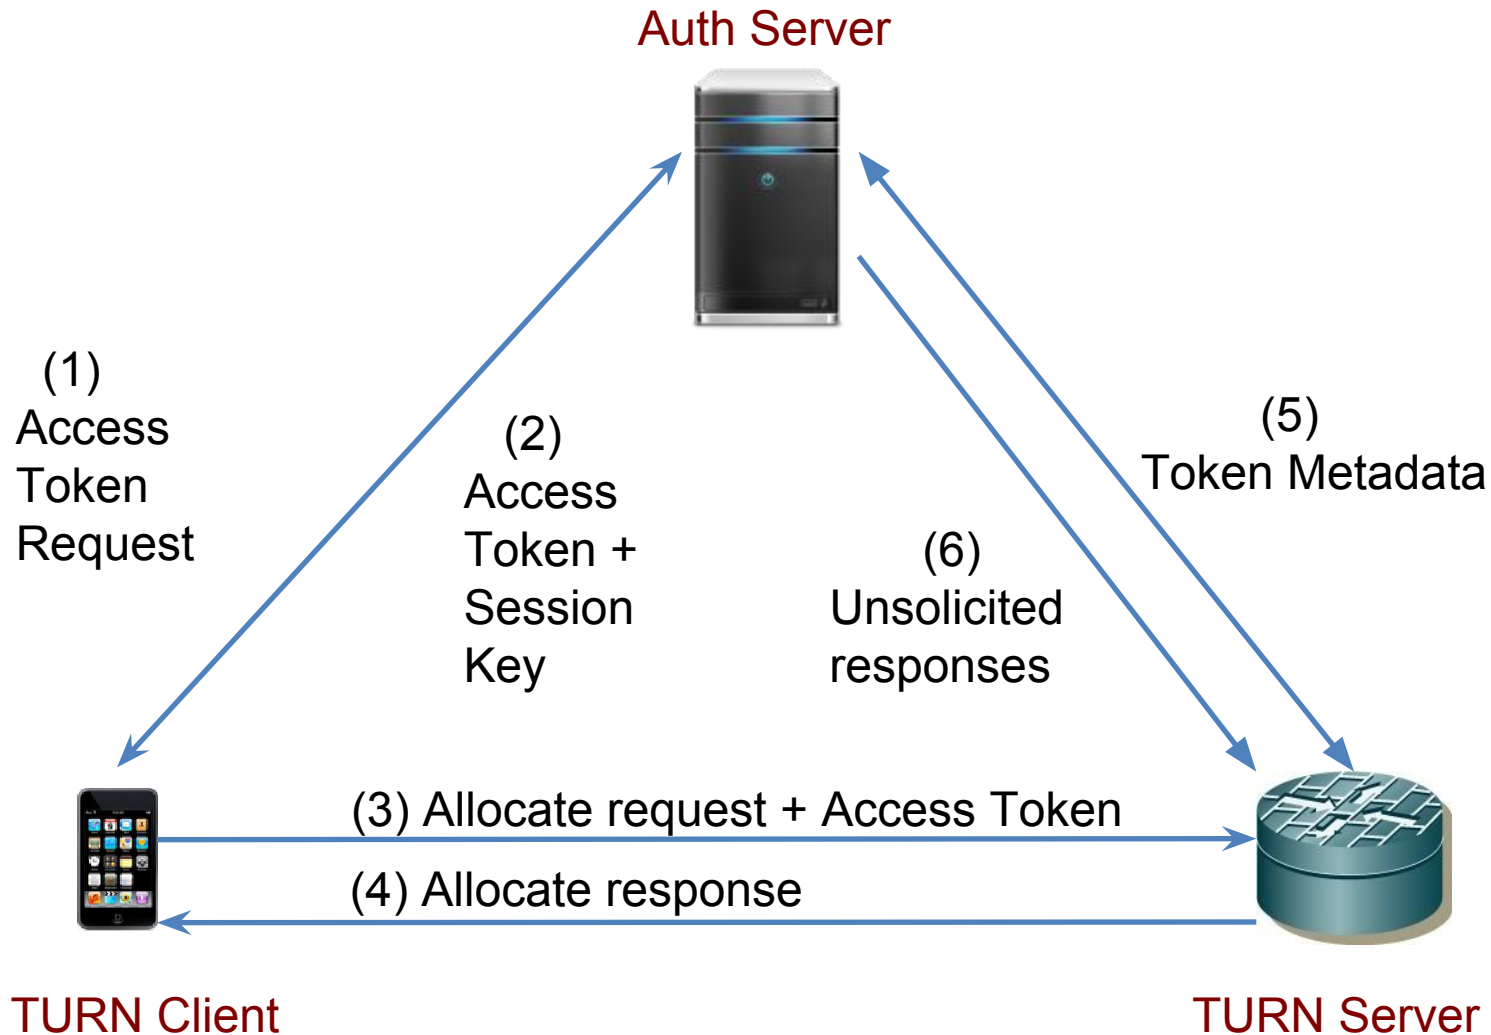 Auth Server
(1)
Access
Token
Request
(2)
Access
Token +
Session
Key
(5)
Token Metadata
(6)
Unsolicited
responses
(3) Allocate request + Access Token
(4) Allocate response
TURN Client
TURN Server